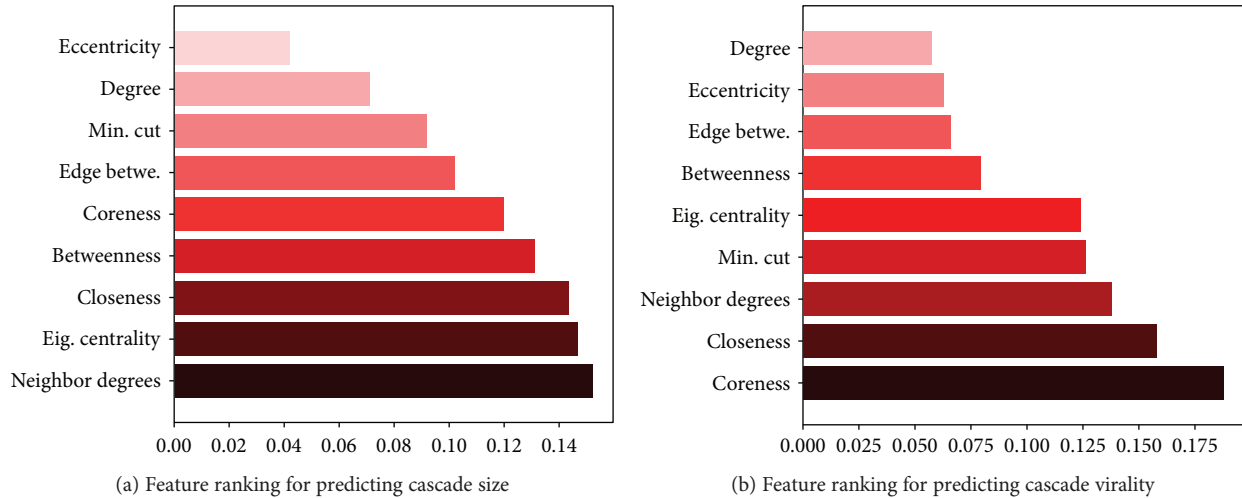 Eccentricity
Degree
Min. cut
Edge betwe.
Coreness
Betweenness
Closeness
Eig. centrality
Neighbor degrees
0.00 0.02 0.04 0.06 0.08 0.10 0.12 0.14
(a) Feature ranking for predicting cascade size
Degree
Eccentricity
Edge betwe.
Betweenness
Eig. centrality
Min. cut
Neighbor degrees
Closeness
Coreness
0.000 0.025 0.050 0.075 0.100 0.125 0.150 0.175
(b) Feature ranking for predicting cascade virality